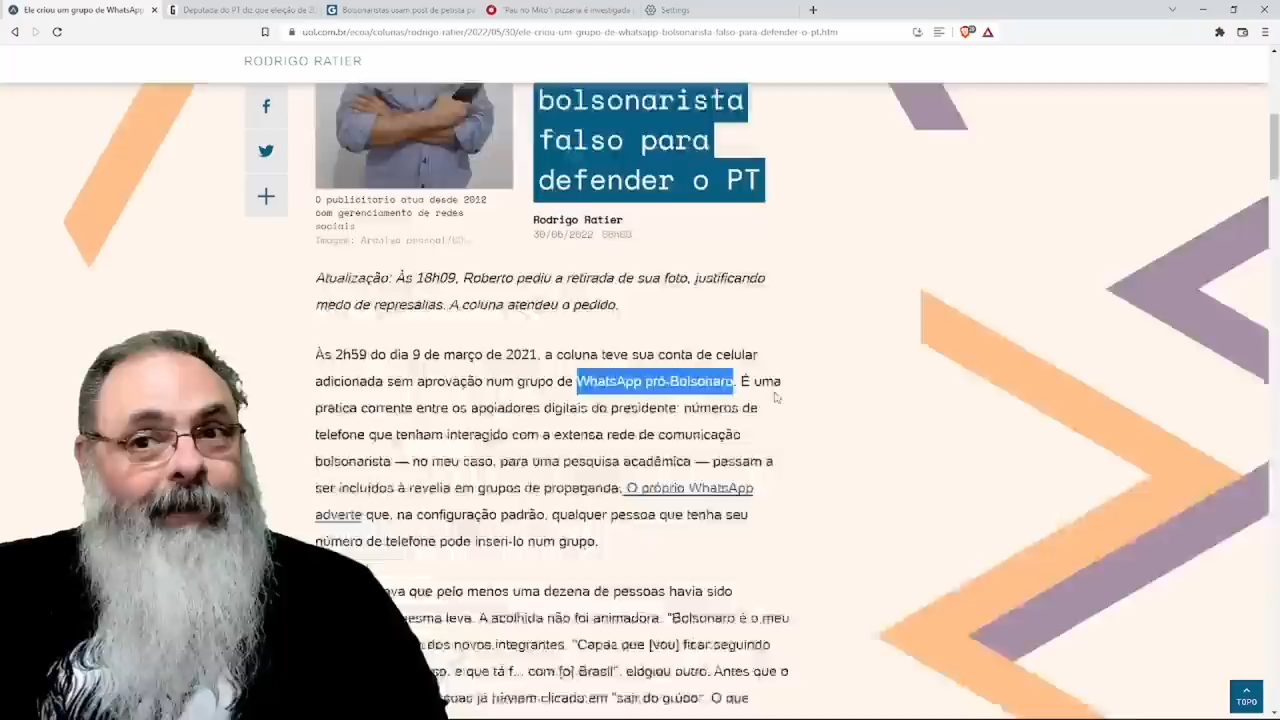 Ele criou um grupo de WhatsApp
Deputada do PT diz que eleição de 2
Bolsonaristas usam post de petista pa
"Pau no Mito": pizzaria é investigada
Settings
uol.com.br/ecoa/colunas/rodrigo-ratier/2022/05/30/ele-criou-um-grupo-de-whatsapp-bolsonarista-falso-para-defender-o-pt.htm
RODRIGO RATIER
bolsonarista
falso para
defender o PT
O publicitário atua desde 2012
com gerenciamento de redes
sociais
Imagem: Arquivo pessoal
Rodrigo Ratier
30/05/2022
Atualização: Às 18h09, Roberto pediu a retirada de sua foto, justificando
medo de represálias. A coluna atendeu o pedido.
Às 2h59 do dia 9 de março de 2021, a coluna teve sua conta de celular
adicionada sem aprovação num grupo de WhatsApp pró-Bolsonaro. É uma
prática corrente entre os apoiadores digitais do presidente: números de
telefone que tenham interagido com a extensa rede de comunicação
bolsonarista — no meu caso, para uma pesquisa acadêmica — passam a
ser incluídos à revelia em grupos de propaganda. O próprio WhatsApp
adverte que, na configuração padrão, qualquer pessoa que tenha seu
número de telefone pode inseri-lo num grupo.
ava que pelo menos uma dezena de pessoas havia sido
esma leva. A acolhida não foi animadora. "Bolsonaro é o meu
dos novos integrantes. "Capaz que [vou] ficar seguindo
so, e que tá f... com [o] Brasil", elogiou outro. Antes que o
já haviam clicado em "sair do grupo". O que
TOPO